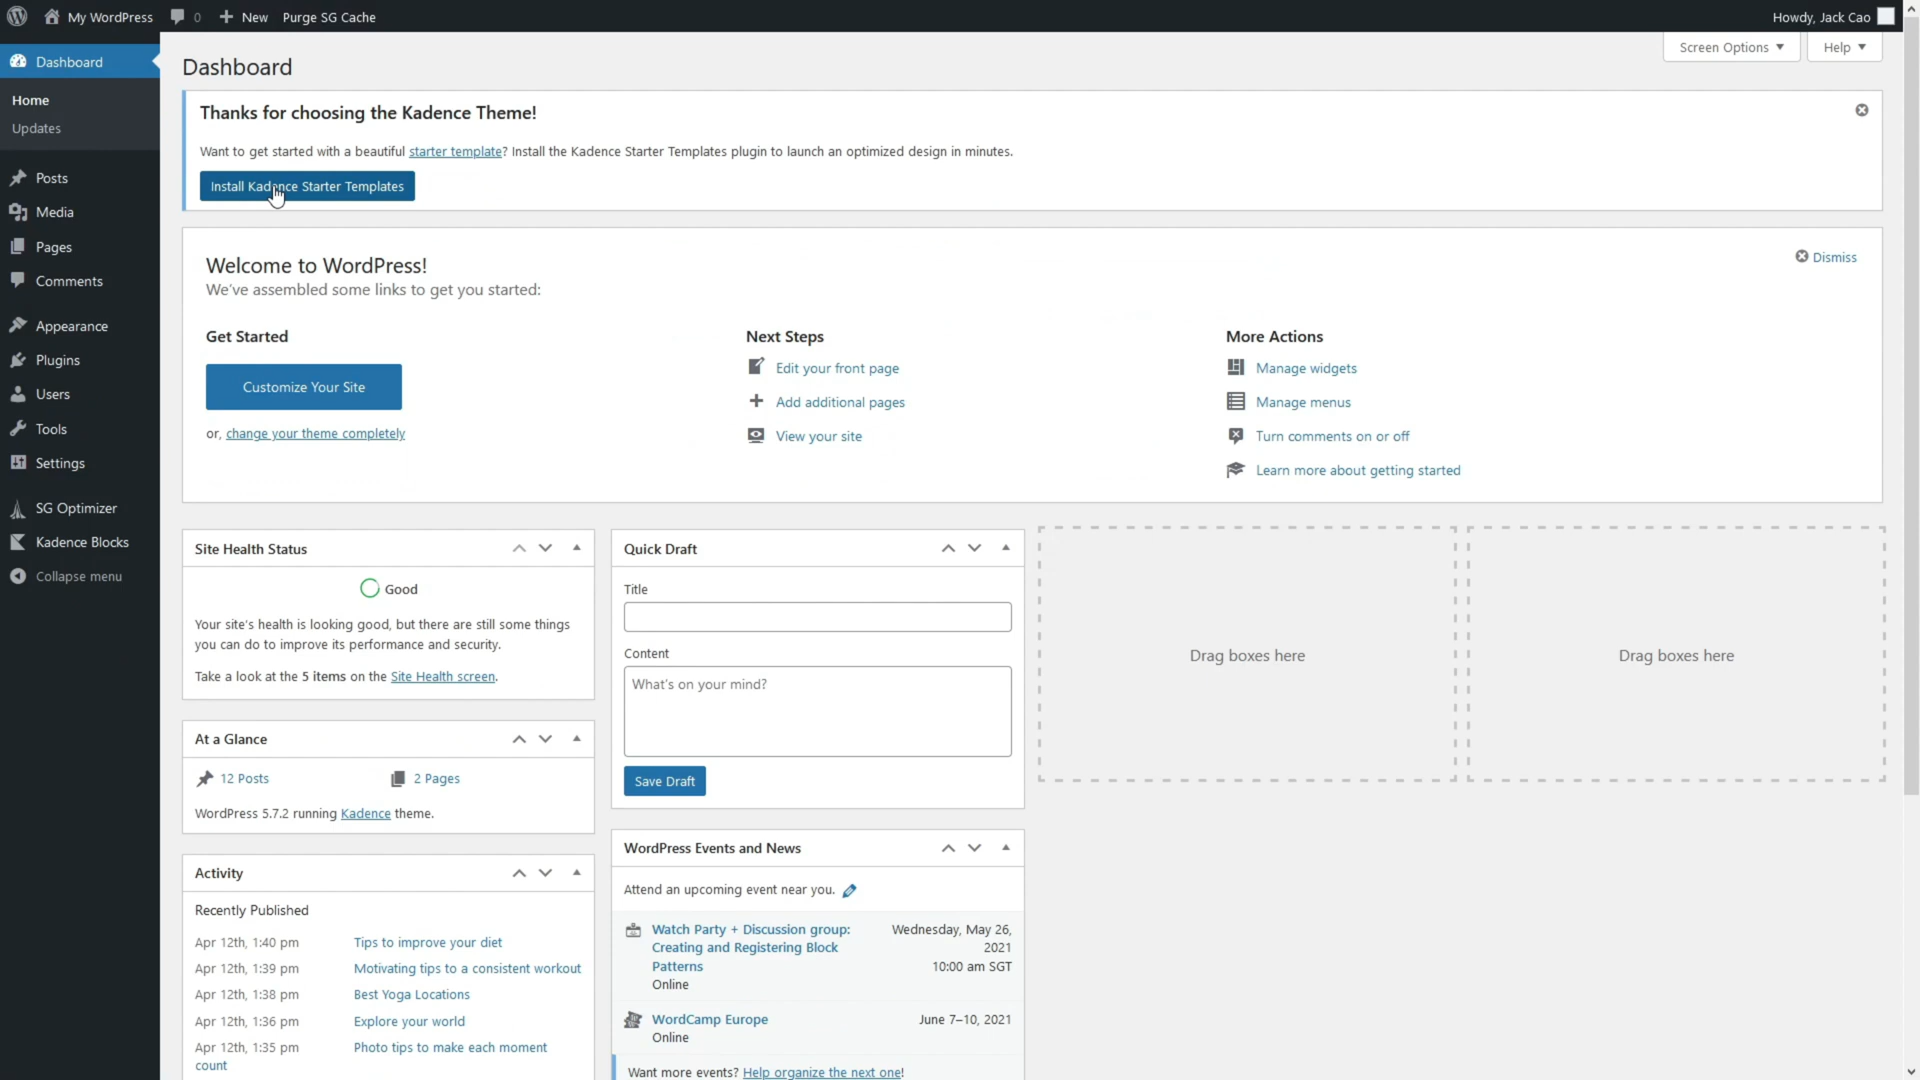 My WordPress
0
New
Purge SG Cache
Howdy, Jack Cao
Screen Options
Help
Dashboard
Home
Updates
Posts
Media
Pages
Comments
Appearance
Plugins
Users
Tools
Settings
SG Optimizer
Kadence Blocks
Collapse menu
Dashboard
Thanks for choosing the Kadence Theme!
Want to get started with a beautiful starter template? Install the Kadence Starter Templates plugin to launch an optimized design in minutes.
Install Kadence Starter Templates
Welcome to WordPress!
We've assembled some links to get you started:
Dismiss
Get Started
Customize Your Site
or, change your theme completely
Next Steps
Edit your front page
Add additional pages
View your site
More Actions
Manage widgets
Manage menus
Turn comments on or off
Learn more about getting started
Site Health Status
Good
Your site's health is looking good, but there are still some things
you can do to improve its performance and security.
Take a look at the 5 items on the Site Health screen.
At a Glance
12 Posts
2 Pages
WordPress 5.7.2 running Kadence theme.
Activity
Recently Published
Apr 12th, 1:40 pm Tips to improve your diet
Apr 12th, 1:39 pm Motivating tips to a consistent workout
Apr 12th, 1:38 pm Best Yoga Locations
Apr 12th, 1:36 pm Explore your world
Apr 12th, 1:35 pm Photo tips to make each moment
count
Quick Draft
Title
Content
What's on your mind?
Save Draft
WordPress Events and News
Attend an upcoming event near you.
Watch Party + Discussion group: Wednesday, May 26,
Creating and Registering Block 2021
Patterns 10:00 am SGT
Online
WordCamp Europe June 7–10, 2021
Online
Want more events? Help organize the next one!
Drag boxes here
Drag boxes here